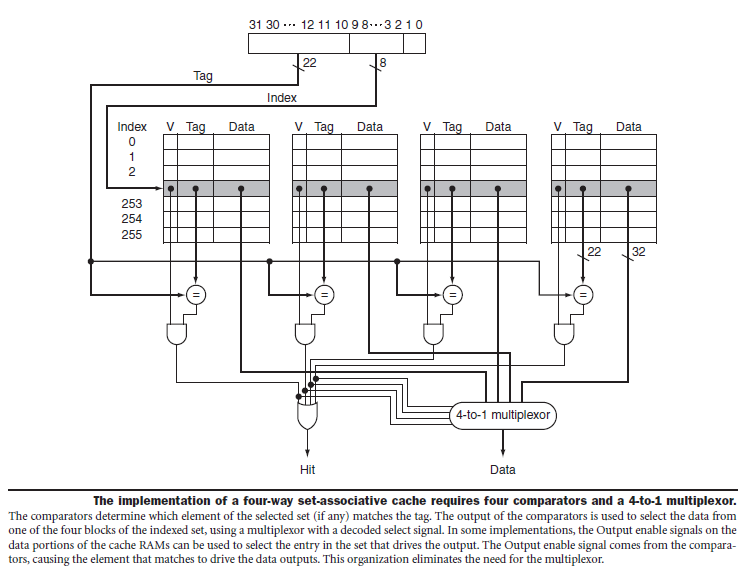 31 30 ··· 12 11 10 9 8 ··· 3 2 1 0
22 8
Tag
Index
Index V Tag Data V Tag Data V Tag Data V Tag Data
0
1
2
253
254
255
22 32
= = = =
4-to-1 multiplexor
Hit Data
The implementation of a four-way set-associative cache requires four comparators and a 4-to-1 multiplexor.
The comparators determine which element of the selected set (if any) matches the tag. The output of the comparators is used to select the data from
one of the four blocks of the indexed set, using a multiplexor with a decoded select signal. In some implementations, the Output enable signals on the
data portions of the cache RAMs can be used to select the entry in the set that drives the output. The Output enable signal comes from the compara-
tors, causing the element that matches to drive the data outputs. This organization eliminates the need for the multiplexor.